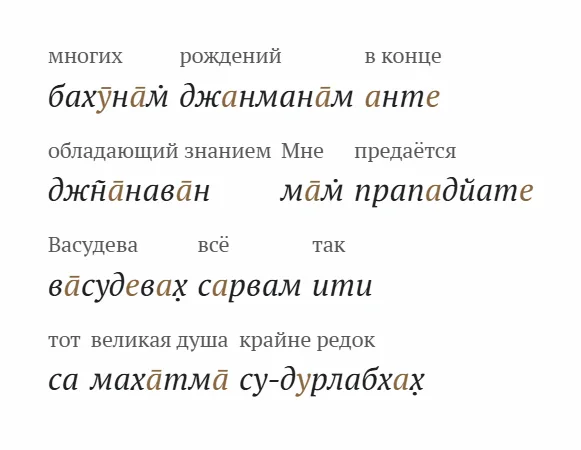 многих рождений в конце
бахӯна̄м̇ джанмана̄м анте
обладающий знанием Мне предаётся
джн̃а̄нава̄н ма̄м̇ прападйате
Васудева всё так
ва̄судевах̣ сарвам ити
тот великая душа крайне редок
са маха̄тма̄ су-дурлабхах̣